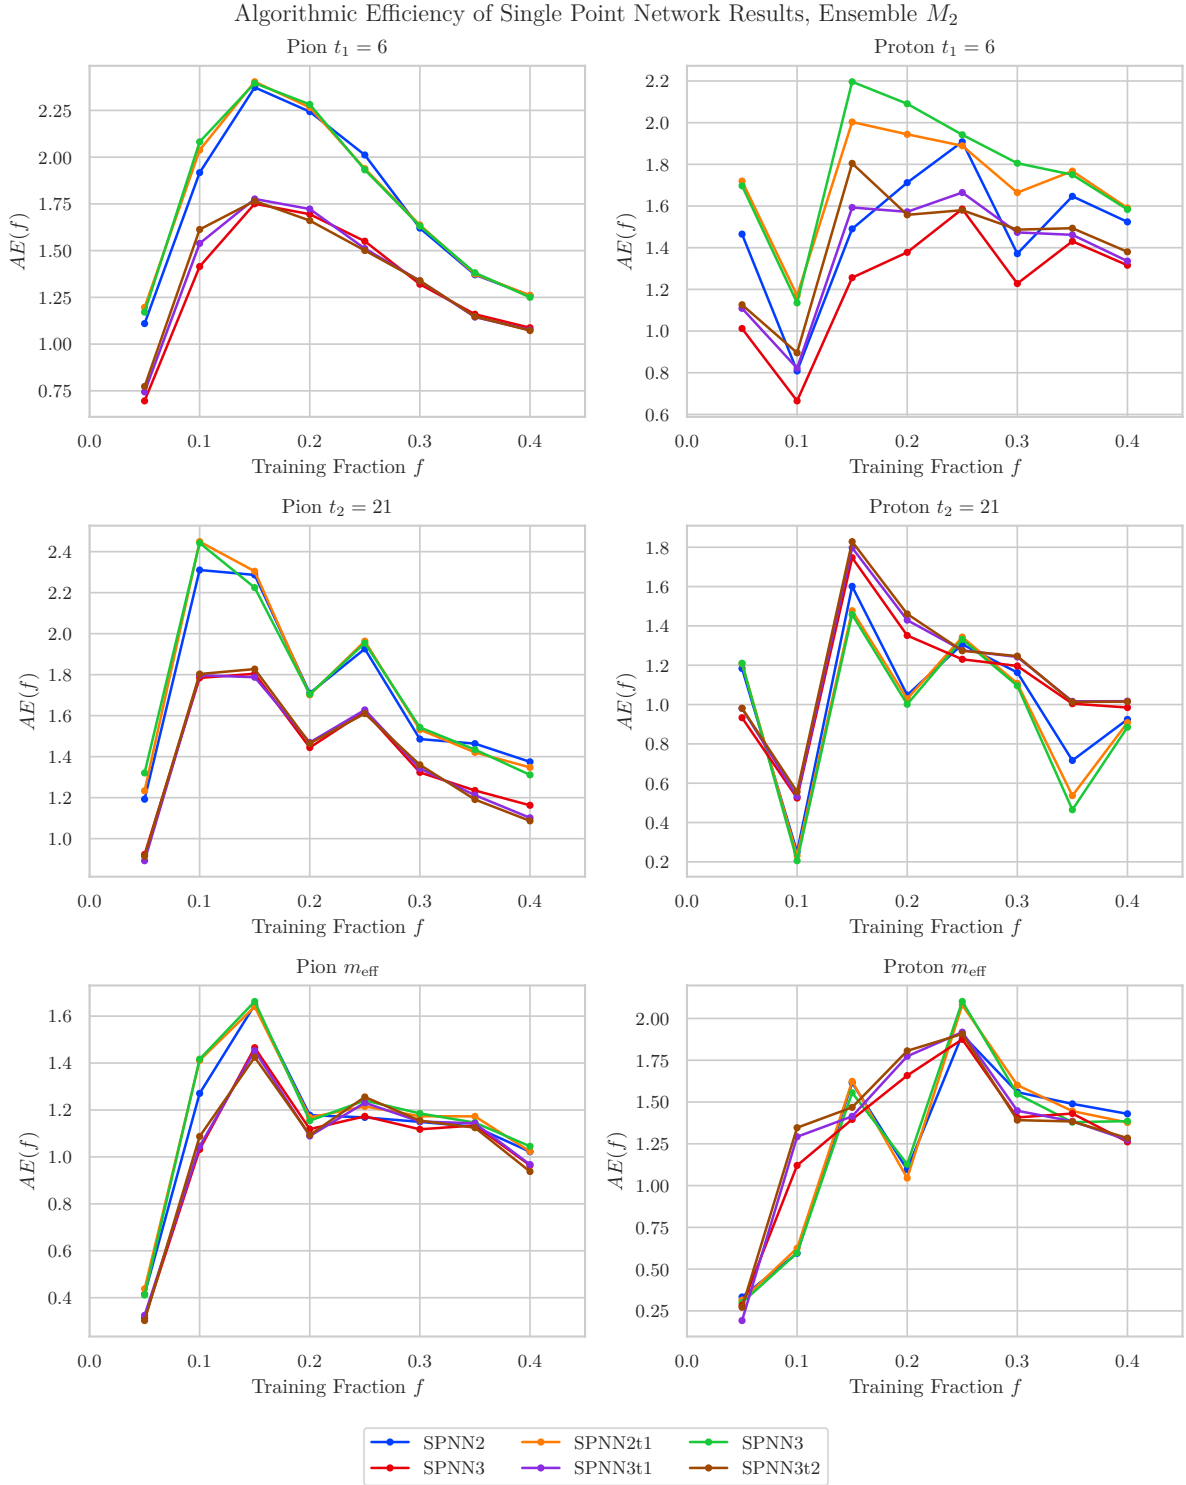 Algorithmic Efficiency of Single Point Network Results, Ensemble M₂
Pion t₁ = 6
AE(f)
2.25
2.00
1.75
1.50
1.25
1.00
0.75
0.0 0.1 0.2 0.3 0.4
Training Fraction f
Proton t₁ = 6
AE(f)
2.2
2.0
1.8
1.6
1.4
1.2
1.0
0.8
0.6
0.0 0.1 0.2 0.3 0.4
Training Fraction f
Pion t₂ = 21
AE(f)
2.4
2.2
2.0
1.8
1.6
1.4
1.2
1.0
0.0 0.1 0.2 0.3 0.4
Training Fraction f
Proton t₂ = 21
AE(f)
1.8
1.6
1.4
1.2
1.0
0.8
0.6
0.4
0.2
0.0 0.1 0.2 0.3 0.4
Training Fraction f
Pion m_eff
AE(f)
1.6
1.4
1.2
1.0
0.8
0.6
0.4
0.0 0.1 0.2 0.3 0.4
Training Fraction f
Proton m_eff
AE(f)
2.00
1.75
1.50
1.25
1.00
0.75
0.50
0.25
0.0 0.1 0.2 0.3 0.4
Training Fraction f
SPNN2 SPNN2t1 SPNN3
SPNN3 SPNN3t1 SPNN3t2